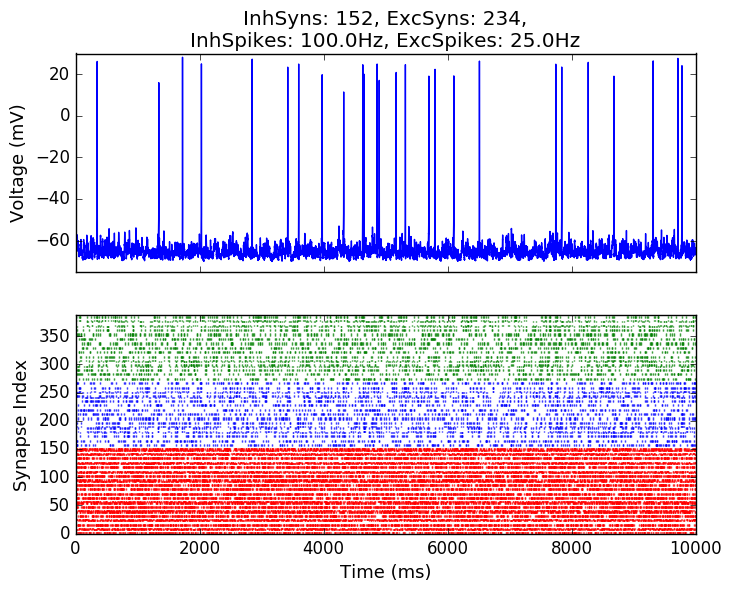 InhSyns: 152, ExcSyns: 234,
InhSpikes: 100.0Hz, ExcSpikes: 25.0Hz
Voltage (mV)
20
0
−20
−40
−60
Synapse Index
350
300
250
200
150
100
50
0
0 2000 4000 6000 8000 10000
Time (ms)